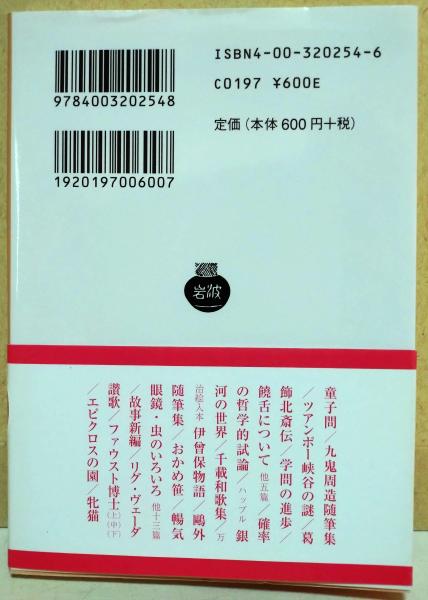 ISBN4-00-320254-6
C0197 ¥600E
9784003202548
定価（本体 600 円＋税）
1920197006007
岩波
童子問／九鬼周造随筆集
／ツアンポー峡谷の謎／葛
飾北斎伝／学問の進歩／
饒舌について 他五篇／確率
の哲学的試論／ハッブル 銀
河の世界／千載和歌集／万
治絵入本 伊曾保物語／鷗外
随筆集／おかめ笹／暢気
眼鏡・虫のいろいろ 他十三篇
／故事新編／リグ・ヴェーダ
讃歌／ファウスト博士（上）（中）（下）
／エピクロスの園／牝猫